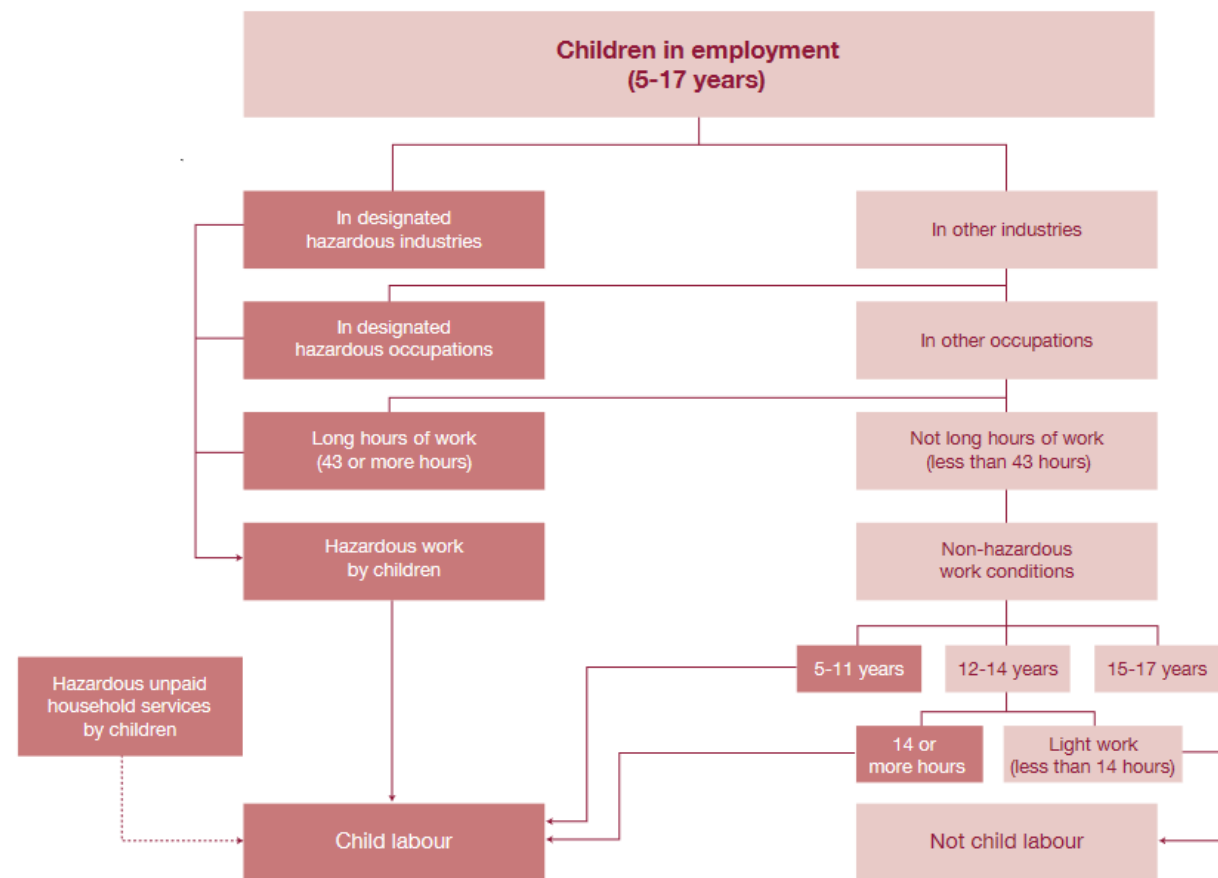 Children in employment
(5-17 years)
In designated
hazardous industries
In other industries
In designated
hazardous occupations
In other occupations
Long hours of work
(43 or more hours)
Not long hours of work
(less than 43 hours)
Hazardous work
by children
Non-hazardous
work conditions
5-11 years
12-14 years
15-17 years
Hazardous unpaid
household services
by children
14 or
more hours
Light work
(less than 14 hours)
Child labour
Not child labour